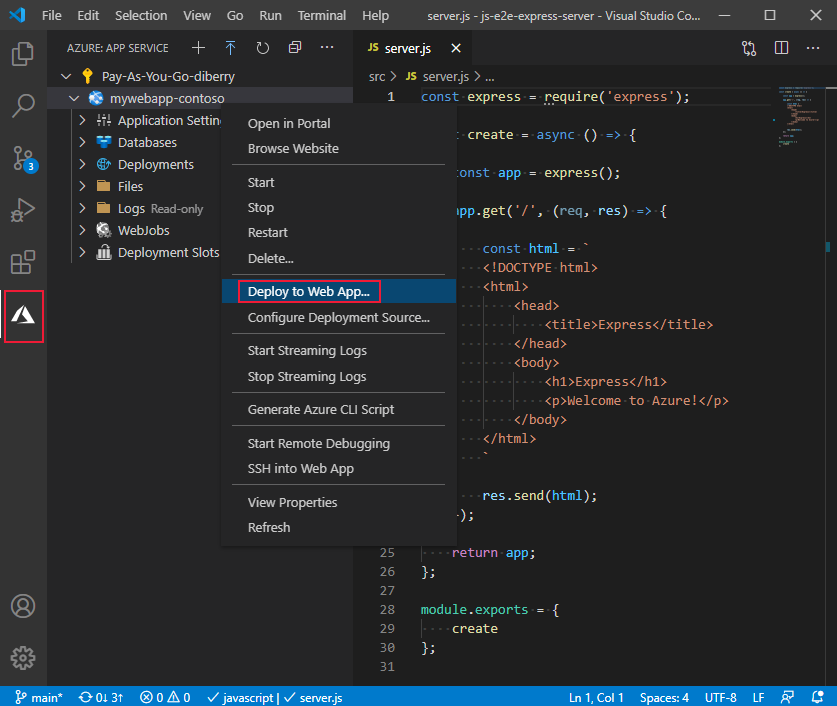 File Edit Selection View Go Run Terminal Help server.js - js-e2e-express-server - Visual Studio Co...
AZURE: APP SERVICE
Pay-As-You-Go-diberry
mywebapp-contoso
Application Settin
Databases
Deployments
Files
Logs Read-only
WebJobs
Deployment Slots
3
Open in Portal
Browse Website
Start
Stop
Restart
Delete...
Deploy to Web App...
Configure Deployment Source...
Start Streaming Logs
Stop Streaming Logs
Generate Azure CLI Script
Start Remote Debugging
SSH into Web App
View Properties
Refresh
JS server.js
src > JS server.js > ...
1 const express = require('express');
t create = async () => {
const app = express();
app.get('/', (req, res) => {
const html = `
<!DOCTYPE html>
<html>
<head>
<title>Express</title>
</head>
<body>
<h1>Express</h1>
<p>Welcome to Azure!</p>
</body>
</html>
`
res.send(html);
);
25 return app;
26 };
27
28 module.exports = {
29 create
30 };
31
main* 0↓ 3↑ 0 0 javascript | server.js Ln 1, Col 1 Spaces: 4 UTF-8 LF